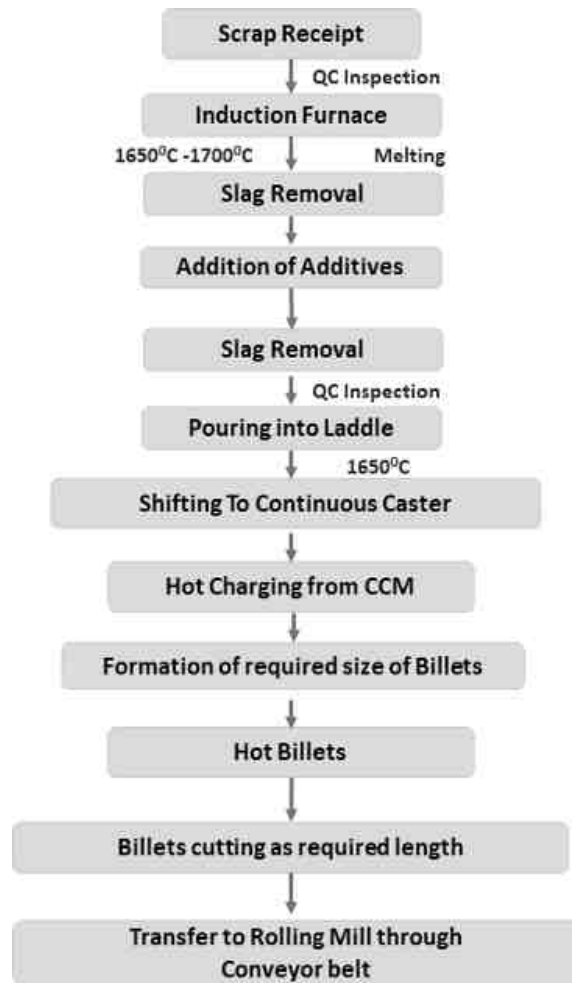 Scrap Receipt
QC Inspection
Induction Furnace
1650⁰C -1700⁰C Melting
Slag Removal
Addition of Additives
Slag Removal
QC Inspection
Pouring into Laddle
1650⁰C
Shifting To Continuous Caster
Hot Charging from CCM
Formation of required size of Billets
Hot Billets
Billets cutting as required length
Transfer to Rolling Mill through
Conveyor belt